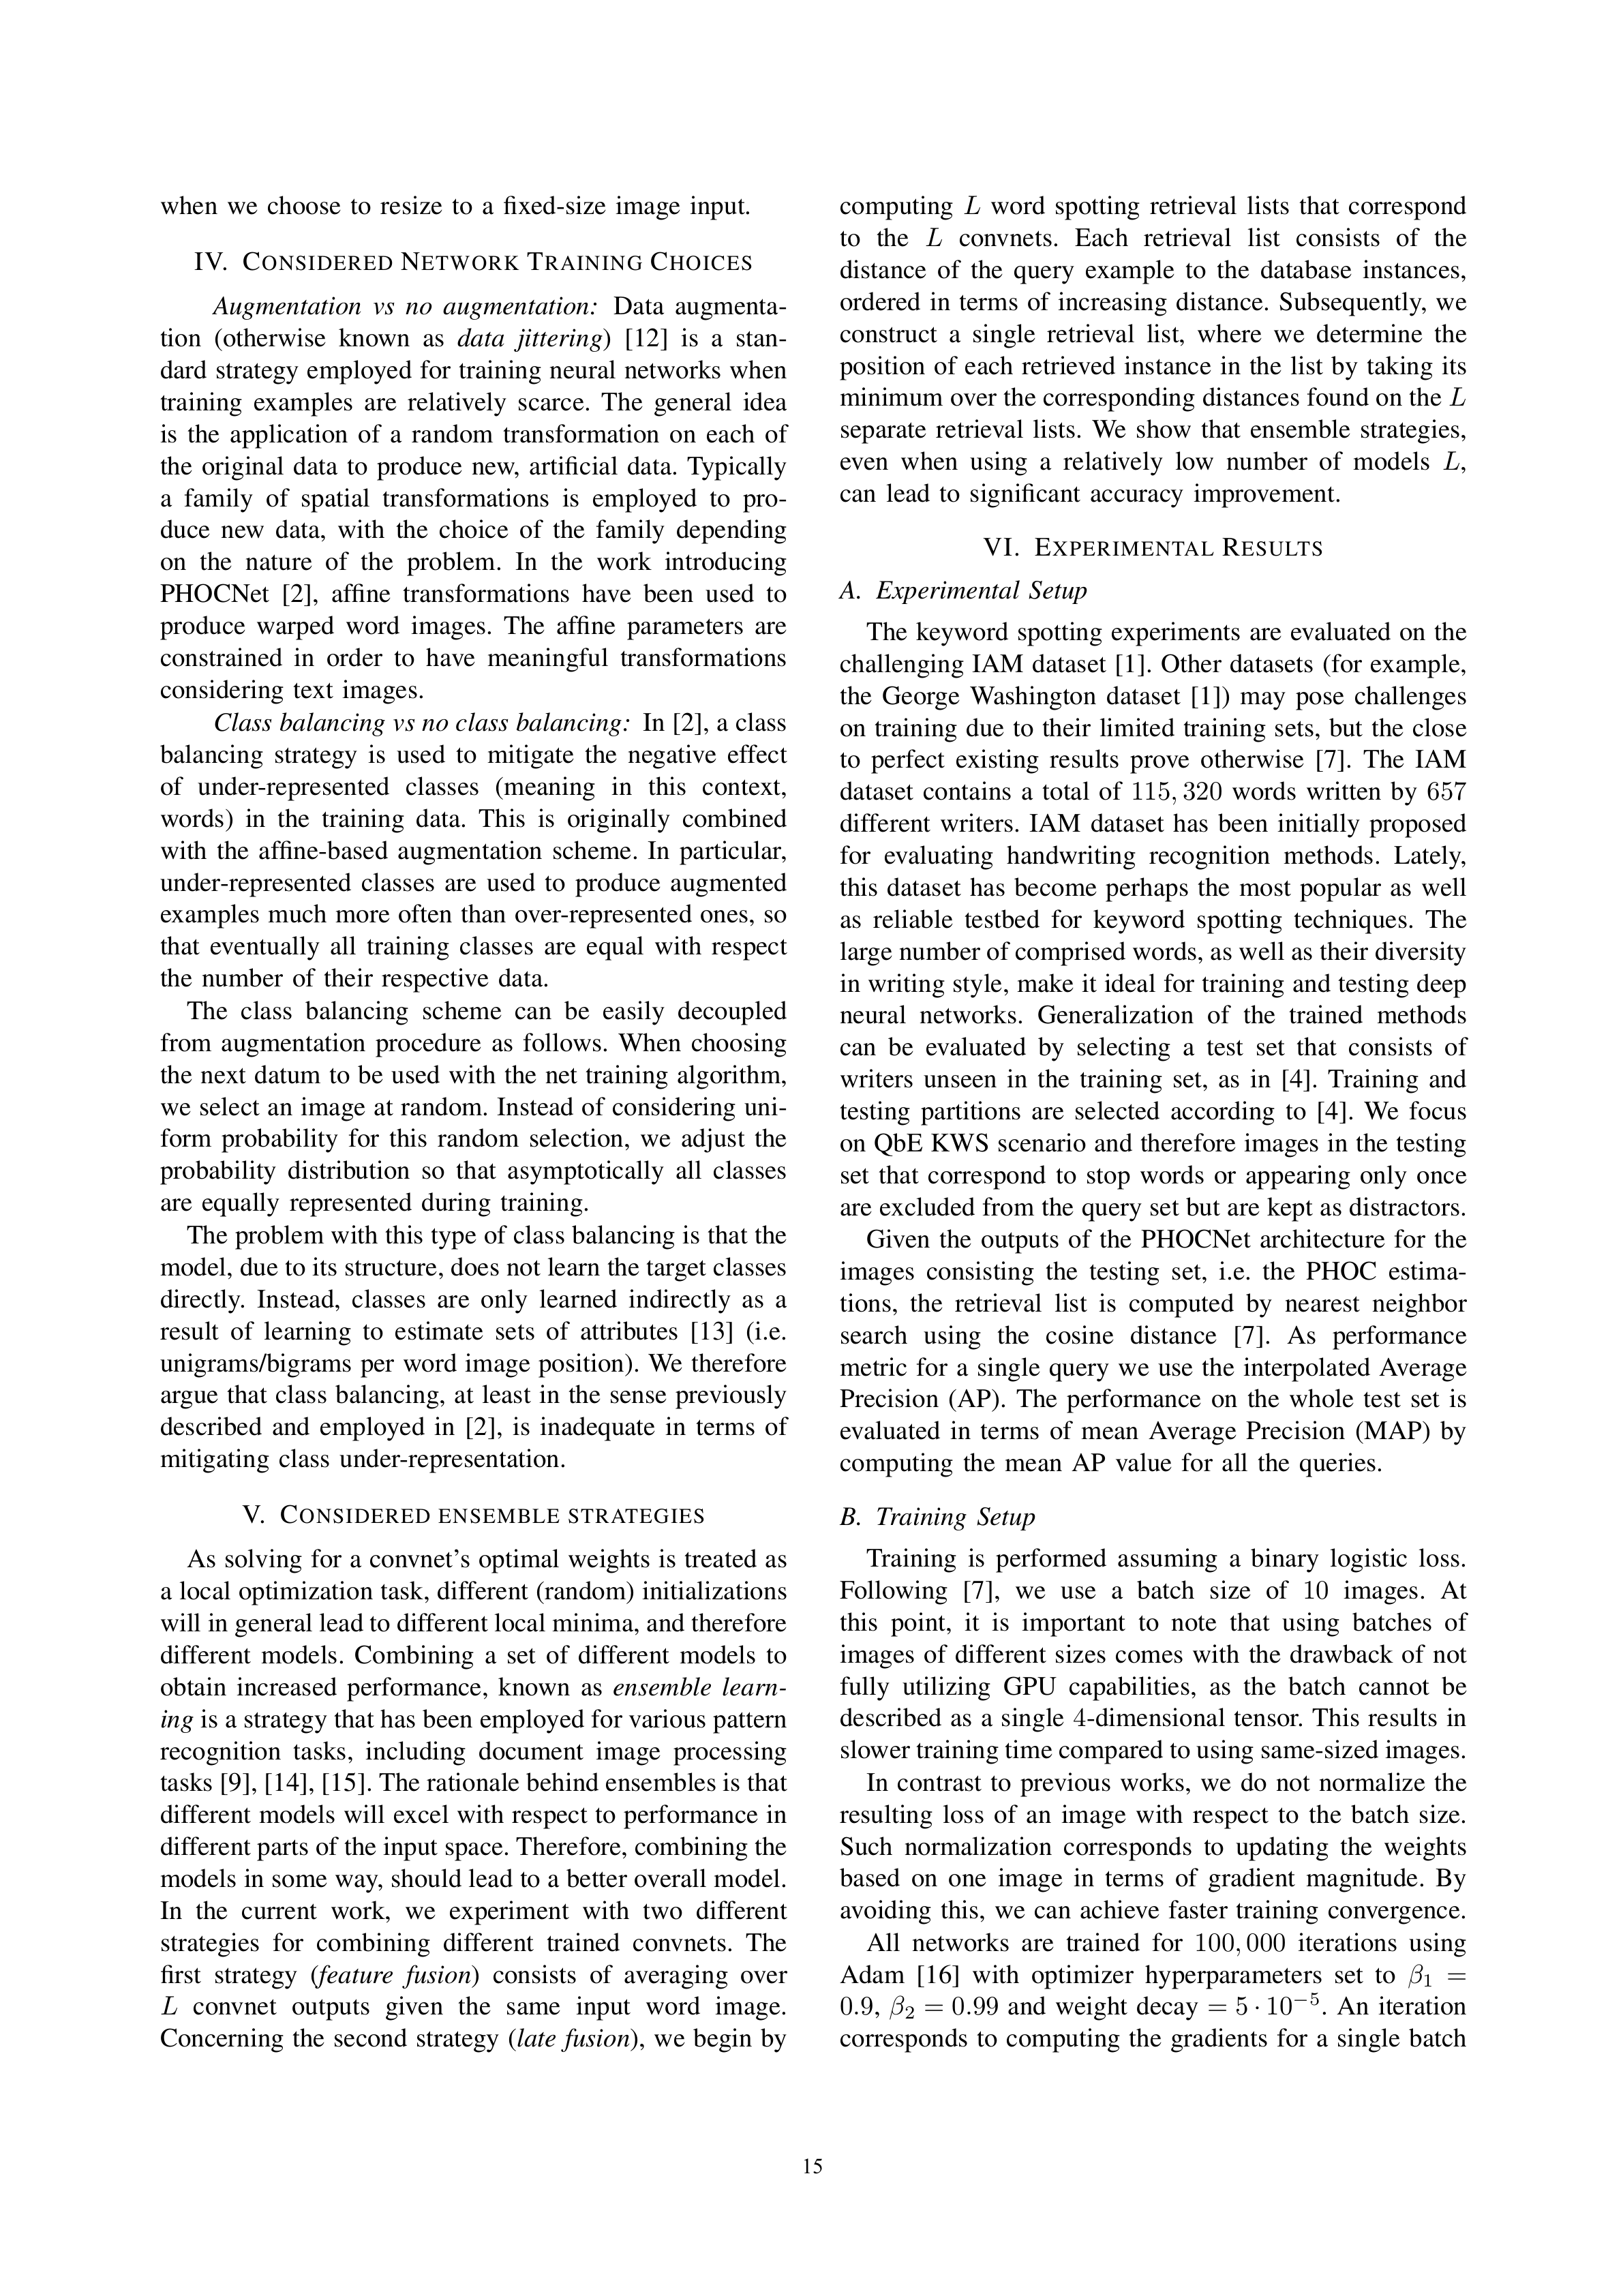 when we choose to resize to a fixed-size image input.
IV. CONSIDERED NETWORK TRAINING CHOICES
Augmentation vs no augmentation: Data augmenta-
tion (otherwise known as data jittering) [12] is a stan-
dard strategy employed for training neural networks when
training examples are relatively scarce. The general idea
is the application of a random transformation on each of
the original data to produce new, artificial data. Typically
a family of spatial transformations is employed to pro-
duce new data, with the choice of the family depending
on the nature of the problem. In the work introducing
PHOCNet [2], affine transformations have been used to
produce warped word images. The affine parameters are
constrained in order to have meaningful transformations
considering text images.
Class balancing vs no class balancing: In [2], a class
balancing strategy is used to mitigate the negative effect
of under-represented classes (meaning in this context,
words) in the training data. This is originally combined
with the affine-based augmentation scheme. In particular,
under-represented classes are used to produce augmented
examples much more often than over-represented ones, so
that eventually all training classes are equal with respect
the number of their respective data.
The class balancing scheme can be easily decoupled
from augmentation procedure as follows. When choosing
the next datum to be used with the net training algorithm,
we select an image at random. Instead of considering uni-
form probability for this random selection, we adjust the
probability distribution so that asymptotically all classes
are equally represented during training.
The problem with this type of class balancing is that the
model, due to its structure, does not learn the target classes
directly. Instead, classes are only learned indirectly as a
result of learning to estimate sets of attributes [13] (i.e.
unigrams/bigrams per word image position). We therefore
argue that class balancing, at least in the sense previously
described and employed in [2], is inadequate in terms of
mitigating class under-representation.
V. CONSIDERED ENSEMBLE STRATEGIES
As solving for a convnet's optimal weights is treated as
a local optimization task, different (random) initializations
will in general lead to different local minima, and therefore
different models. Combining a set of different models to
obtain increased performance, known as ensemble learn-
ing is a strategy that has been employed for various pattern
recognition tasks, including document image processing
tasks [9], [14], [15]. The rationale behind ensembles is that
different models will excel with respect to performance in
different parts of the input space. Therefore, combining the
models in some way, should lead to a better overall model.
In the current work, we experiment with two different
strategies for combining different trained convnets. The
first strategy (feature fusion) consists of averaging over
L convnet outputs given the same input word image.
Concerning the second strategy (late fusion), we begin by
computing L word spotting retrieval lists that correspond
to the L convnets. Each retrieval list consists of the
distance of the query example to the database instances,
ordered in terms of increasing distance. Subsequently, we
construct a single retrieval list, where we determine the
position of each retrieved instance in the list by taking its
minimum over the corresponding distances found on the L
separate retrieval lists. We show that ensemble strategies,
even when using a relatively low number of models L,
can lead to significant accuracy improvement.
VI. EXPERIMENTAL RESULTS
A. Experimental Setup
The keyword spotting experiments are evaluated on the
challenging IAM dataset [1]. Other datasets (for example,
the George Washington dataset [1]) may pose challenges
on training due to their limited training sets, but the close
to perfect existing results prove otherwise [7]. The IAM
dataset contains a total of 115, 320 words written by 657
different writers. IAM dataset has been initially proposed
for evaluating handwriting recognition methods. Lately,
this dataset has become perhaps the most popular as well
as reliable testbed for keyword spotting techniques. The
large number of comprised words, as well as their diversity
in writing style, make it ideal for training and testing deep
neural networks. Generalization of the trained methods
can be evaluated by selecting a test set that consists of
writers unseen in the training set, as in [4]. Training and
testing partitions are selected according to [4]. We focus
on QbE KWS scenario and therefore images in the testing
set that correspond to stop words or appearing only once
are excluded from the query set but are kept as distractors.
Given the outputs of the PHOCNet architecture for the
images consisting the testing set, i.e. the PHOC estima-
tions, the retrieval list is computed by nearest neighbor
search using the cosine distance [7]. As performance
metric for a single query we use the interpolated Average
Precision (AP). The performance on the whole test set is
evaluated in terms of mean Average Precision (MAP) by
computing the mean AP value for all the queries.
B. Training Setup
Training is performed assuming a binary logistic loss.
Following [7], we use a batch size of 10 images. At
this point, it is important to note that using batches of
images of different sizes comes with the drawback of not
fully utilizing GPU capabilities, as the batch cannot be
described as a single 4-dimensional tensor. This results in
slower training time compared to using same-sized images.
In contrast to previous works, we do not normalize the
resulting loss of an image with respect to the batch size.
Such normalization corresponds to updating the weights
based on one image in terms of gradient magnitude. By
avoiding this, we can achieve faster training convergence.
All networks are trained for 100, 000 iterations using
Adam [16] with optimizer hyperparameters set to β₁ =
0.9, β₂ = 0.99 and weight decay = 5 · 10⁻⁵. An iteration
corresponds to computing the gradients for a single batch
15